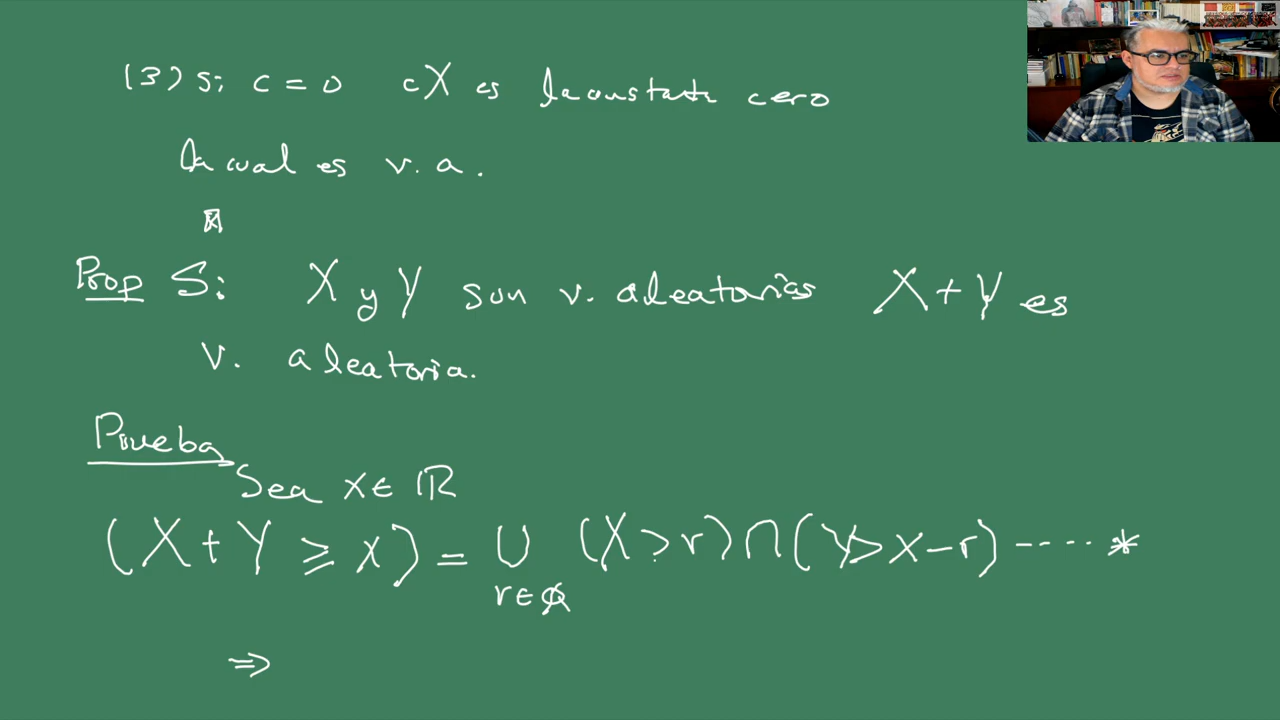 (3) Si c = 0 cX es la constante cero
la cual es v. a.
Prop Si X y Y son v. aleatorias X + Y es
v. aleatoria.
Prueba
Sea x ∈ ℝ
(X + Y ≥ x) = ∪ (X > r) ∩ (Y > x - r) ---- *
r ∈ ℚ
⇒